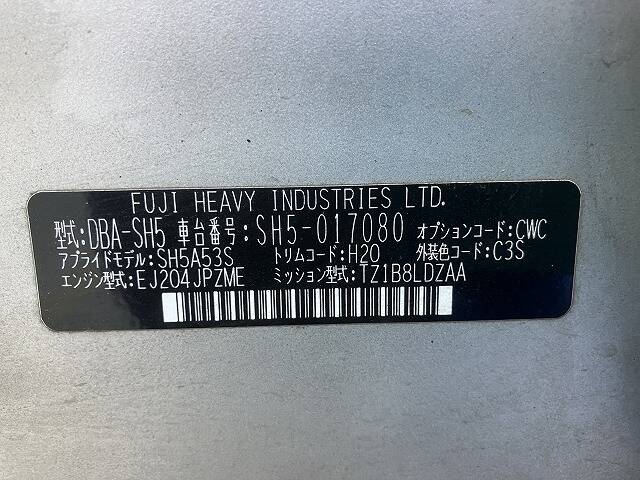 FUJI HEAVY INDUSTRIES LTD.
型式:DBA-SH5 車台番号:SH5-017080 オプションコード:CWC
アプライドモデル:SH5A53S トリムコード:H20 外装色コード:C3S
エンジン型式:EJ204JPZME ミッション型式:TZ1B8LDZAA